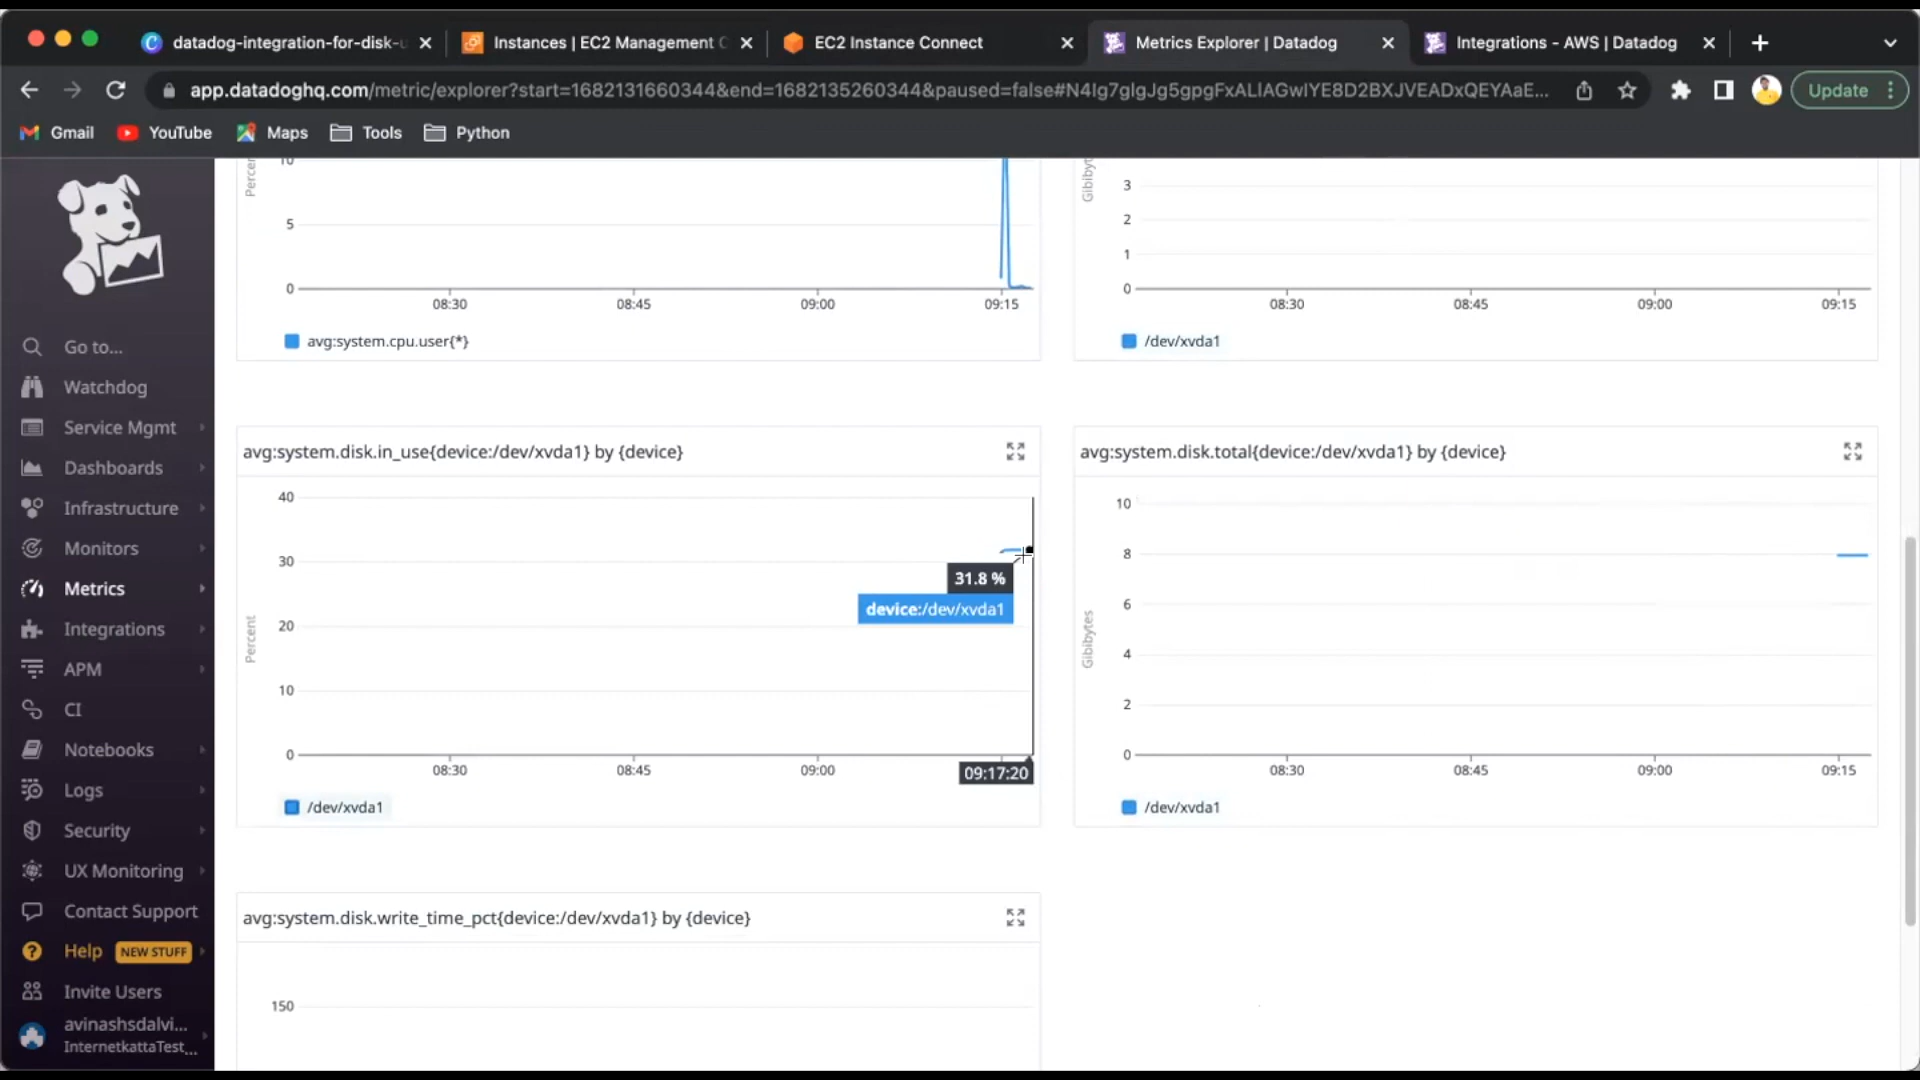 datadog-integration-for-disk-u
Instances | EC2 Management C
EC2 Instance Connect
Metrics Explorer | Datadog
Integrations - AWS | Datadog
app.datadoghq.com/metric/explorer?start=1682131660344&end=1682135260344&paused=false#N4Ig7glgJg5gpgFxALlAGwIYE8D2BXJVEADxQEYAaE...
Update
Gmail
YouTube
Maps
Tools
Python
Go to...
Watchdog
Service Mgmt
Dashboards
Infrastructure
Monitors
Metrics
Integrations
APM
CI
Notebooks
Logs
Security
UX Monitoring
Contact Support
Help NEW STUFF
Invite Users
avinashsdalvi...
InternetkattaTest_...
10
5
0
08:30 08:45 09:00 09:15
avg:system.cpu.user{*}
3
2
1
0
08:30 08:45 09:00 09:15
/dev/xvda1
avg:system.disk.in_use{device:/dev/xvda1} by {device}
Percent
40
30
20
10
0
31.8 %
device:/dev/xvda1
08:30 08:45 09:00 09:17:20
/dev/xvda1
avg:system.disk.total{device:/dev/xvda1} by {device}
Gibibytes
10
8
6
4
2
0
08:30 08:45 09:00 09:15
/dev/xvda1
avg:system.disk.write_time_pct{device:/dev/xvda1} by {device}
150